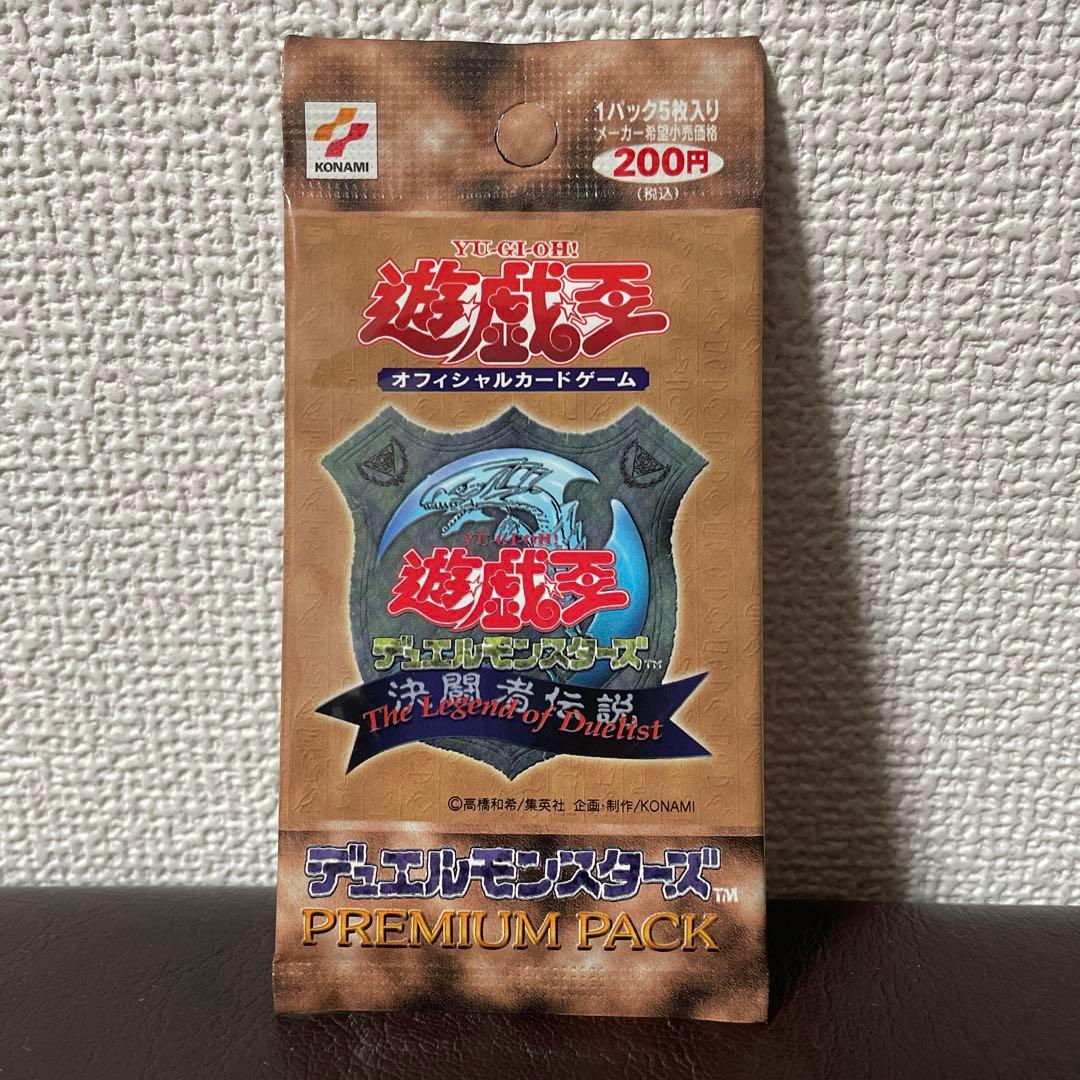 KONAMI
1パック5枚入り
メーカー希望小売価格
200円
(税込)
YU-GI-OH!
遊☆戯☆王
オフィシャルカードゲーム
YU-GI-OH!
遊☆戯☆王
デュエルモンスターズ™
決闘者伝説
The Legend of Duelist
©高橋和希/集英社 企画・制作/KONAMI
デュエルモンスターズ™
PREMIUM PACK